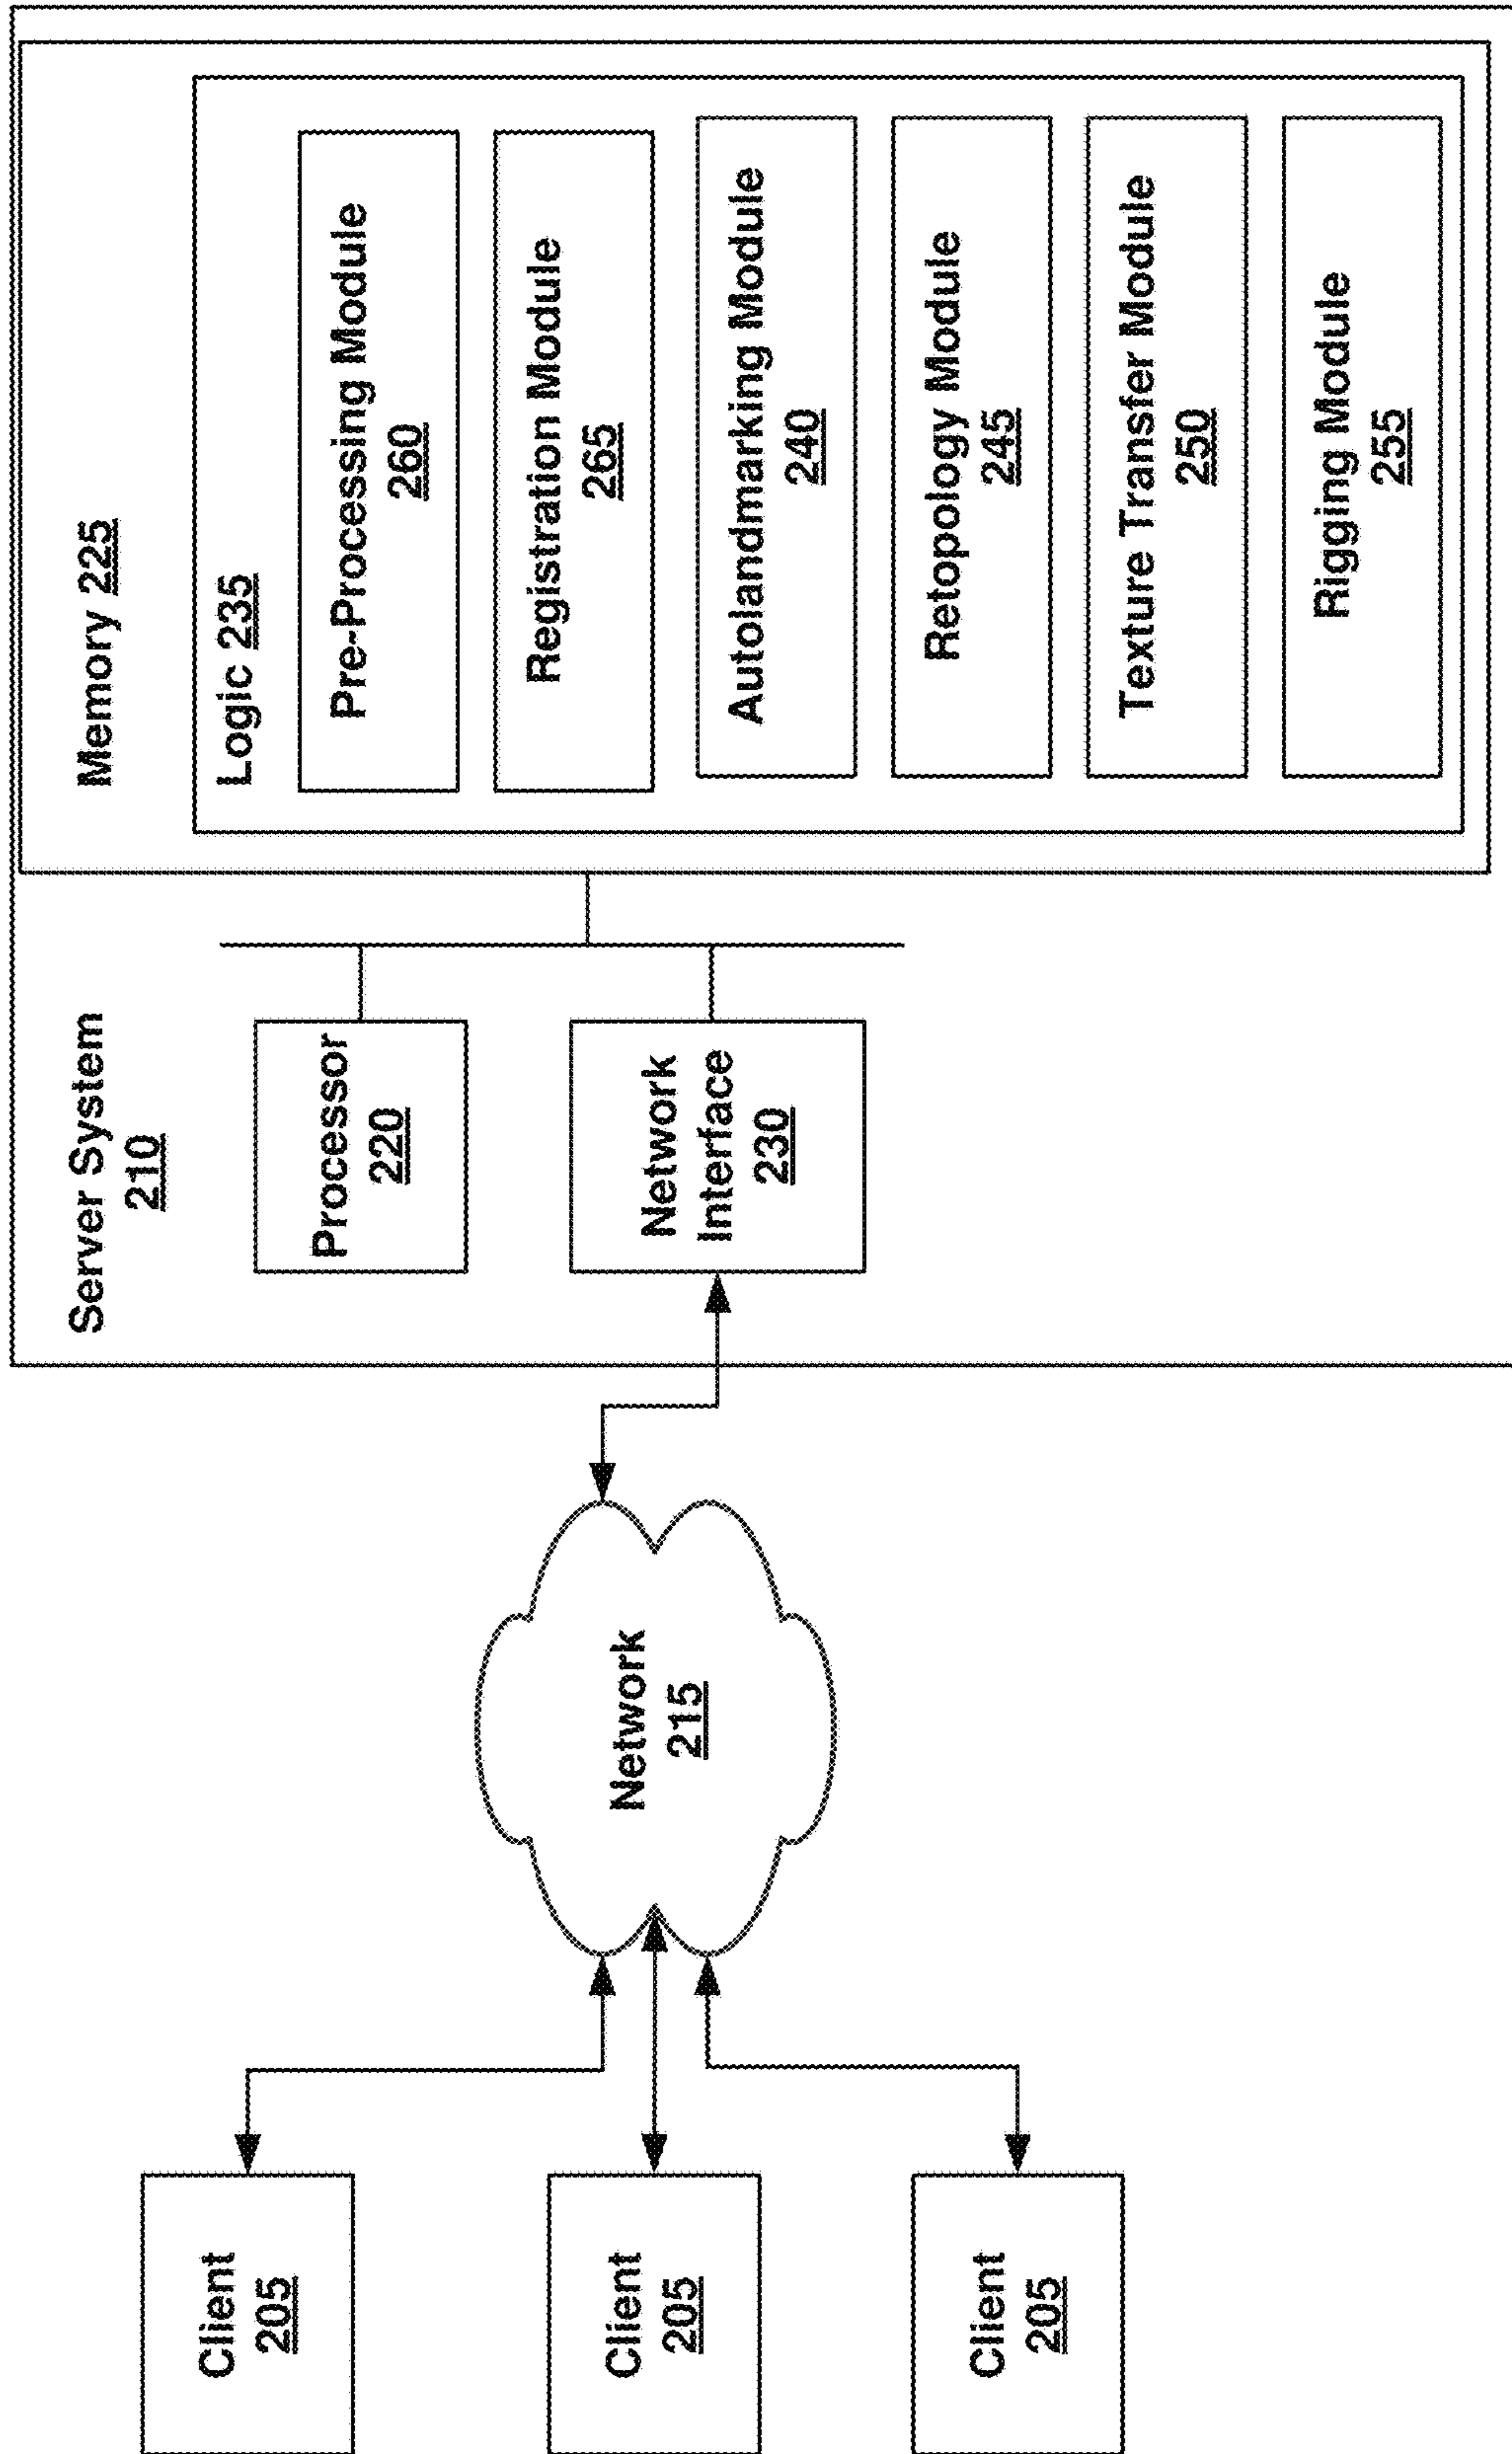 Client
205
Client
205
Client
205
Network
215
Server System
210
Processor
220
Network
Interface
230
Memory 225
Logic 235
Pre-Processing Module
260
Registration Module
265
Autolandmarking Module
240
Retopology Module
245
Texture Transfer Module
250
Rigging Module
255